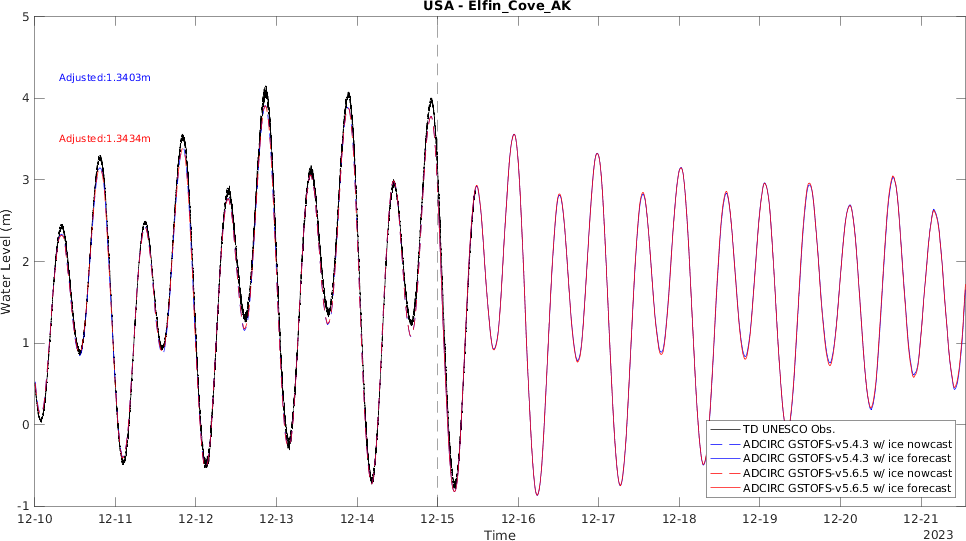 USA - Elfin_Cove_AK
5
4
3
2
1
0
-1
Water Level (m)
Adjusted:1.3403m
Adjusted:1.3434m
TD UNESCO Obs.
ADCIRC GSTOFS-v5.4.3 w/ ice nowcast
ADCIRC GSTOFS-v5.4.3 w/ ice forecast
ADCIRC GSTOFS-v5.6.5 w/ ice nowcast
ADCIRC GSTOFS-v5.6.5 w/ ice forecast
12-10 12-11 12-12 12-13 12-14 12-15 12-16 12-17 12-18 12-19 12-20 12-21
Time
2023